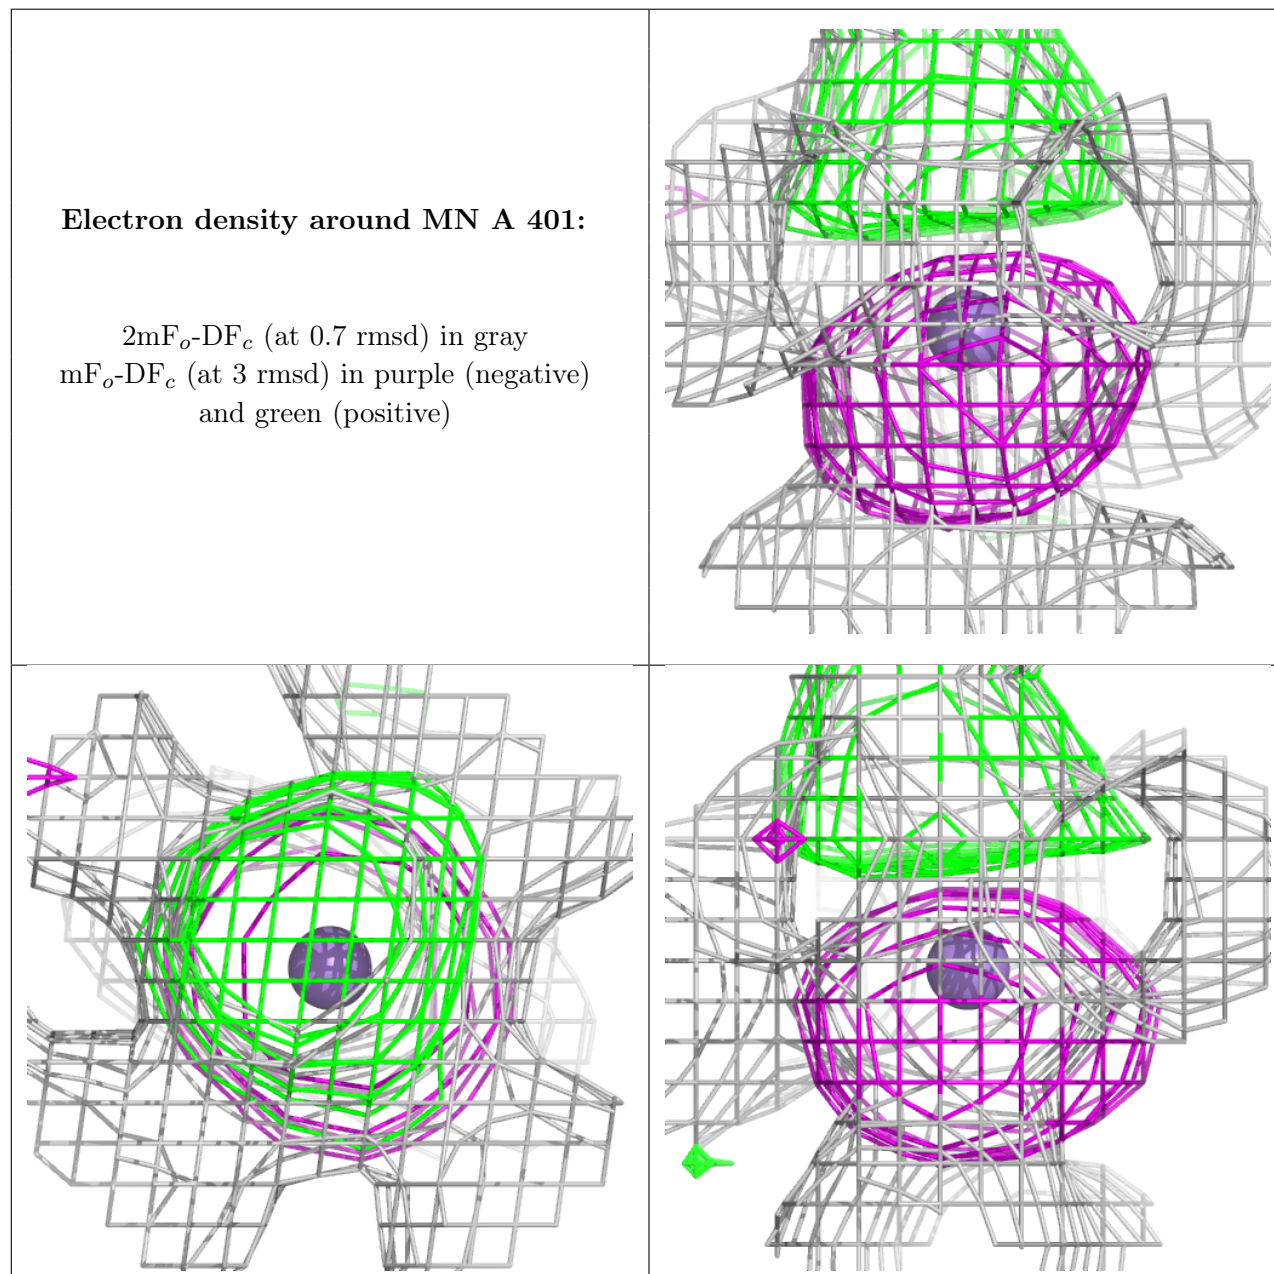 Electron density around MN A 401:
2mFo-DFc (at 0.7 rmsd) in gray
mFo-DFc (at 3 rmsd) in purple (negative)
and green (positive)